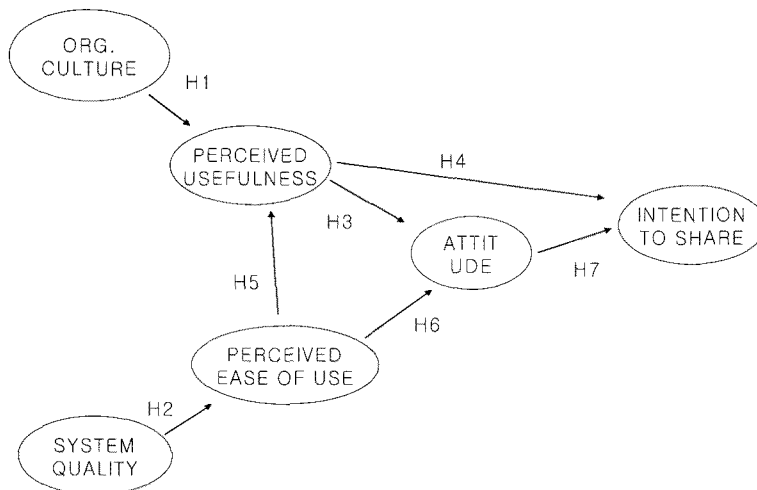 ORG.
CULTURE
H1
PERCEIVED
USEFULNESS
H4
H3
INTENTION
TO SHARE
ATTIT
UDE
H7
H5
H6
PERCEIVED
EASE OF USE
H2
SYSTEM
QUALITY